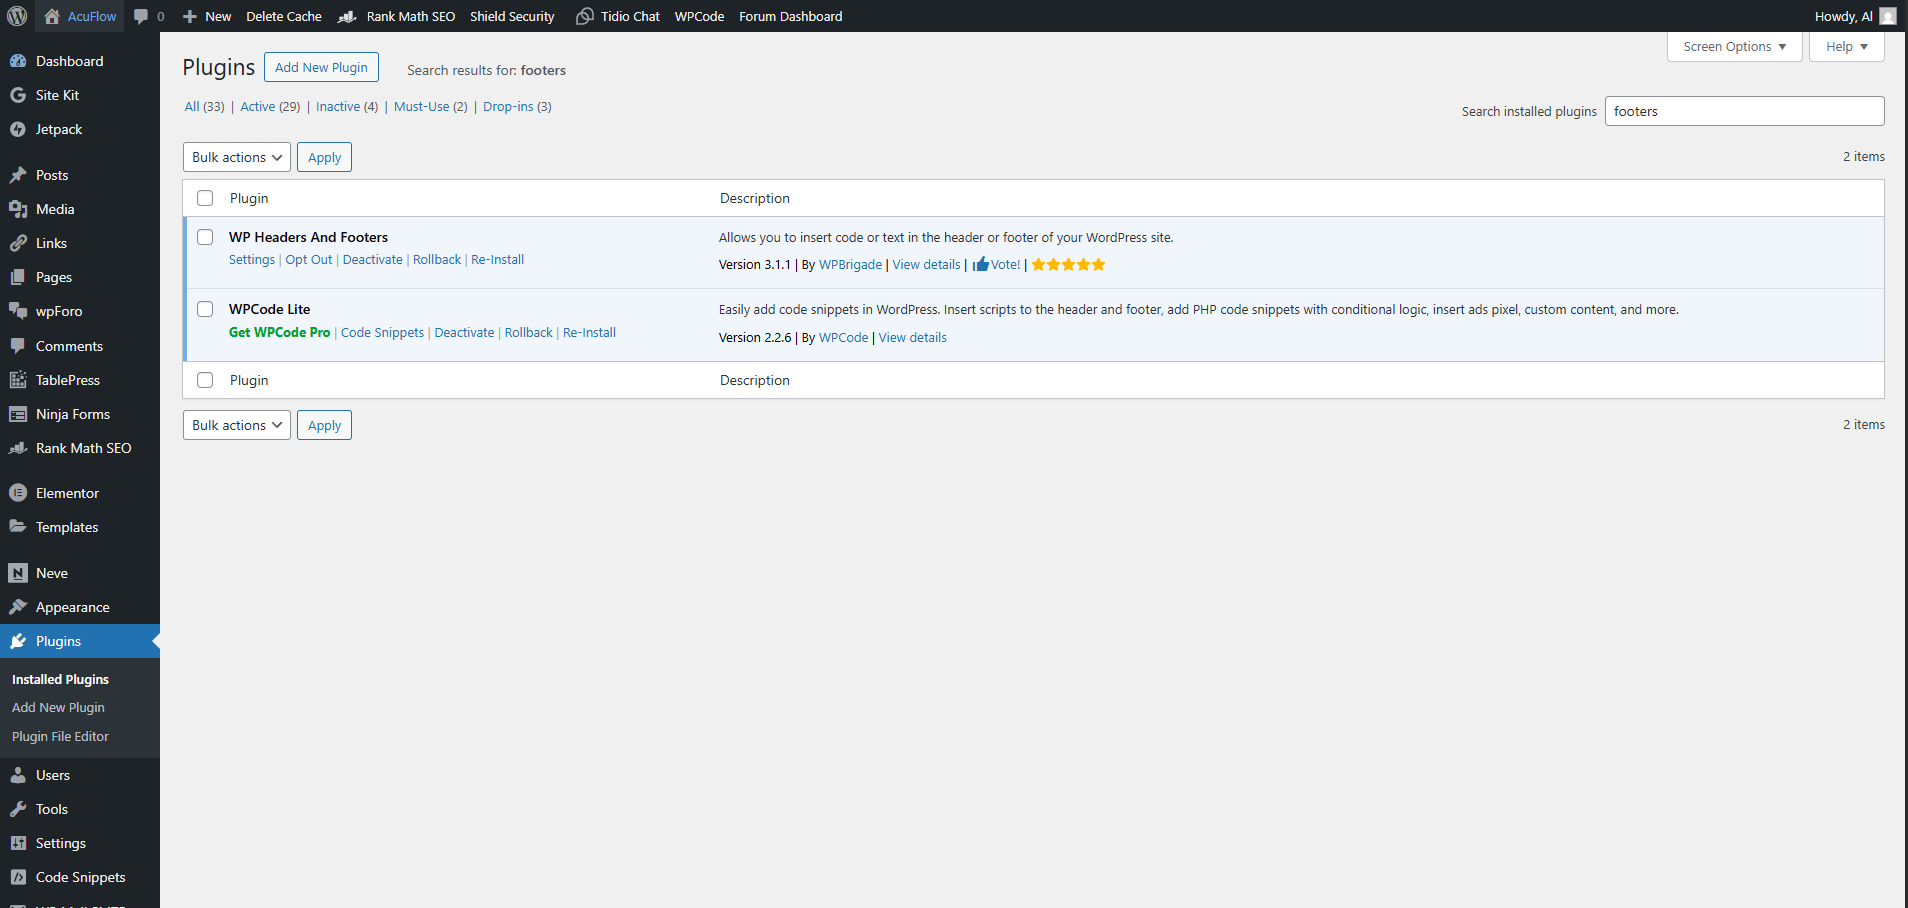 AcuFlow 0 New Delete Cache Rank Math SEO Shield Security Tidio Chat WPCode Forum Dashboard Howdy, Al
Screen Options Help
Dashboard
Site Kit
Jetpack
Posts
Media
Links
Pages
wpForo
Comments
TablePress
Ninja Forms
Rank Math SEO
Elementor
Templates
Neve
Appearance
Plugins
Installed Plugins
Add New Plugin
Plugin File Editor
Users
Tools
Settings
Code Snippets
Plugins Add New Plugin Search results for: footers
All (33) | Active (29) | Inactive (4) | Must-Use (2) | Drop-ins (3)
Search installed plugins footers
Bulk actions Apply 2 items
Plugin Description
WP Headers And Footers Allows you to insert code or text in the header or footer of your WordPress site.
Settings | Opt Out | Deactivate | Rollback | Re-Install Version 3.1.1 | By WPBrigade | View details | Vote! |
WPCode Lite Easily add code snippets in WordPress. Insert scripts to the header and footer, add PHP code snippets with conditional logic, insert ads pixel, custom content, and more.
Get WPCode Pro | Code Snippets | Deactivate | Rollback | Re-Install Version 2.2.6 | By WPCode | View details
Plugin Description
Bulk actions Apply 2 items